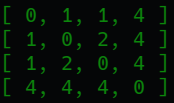 [ 0, 1, 1, 4 ]
[ 1, 0, 2, 4 ]
[ 1, 2, 0, 4 ]
[ 4, 4, 4, 0 ]